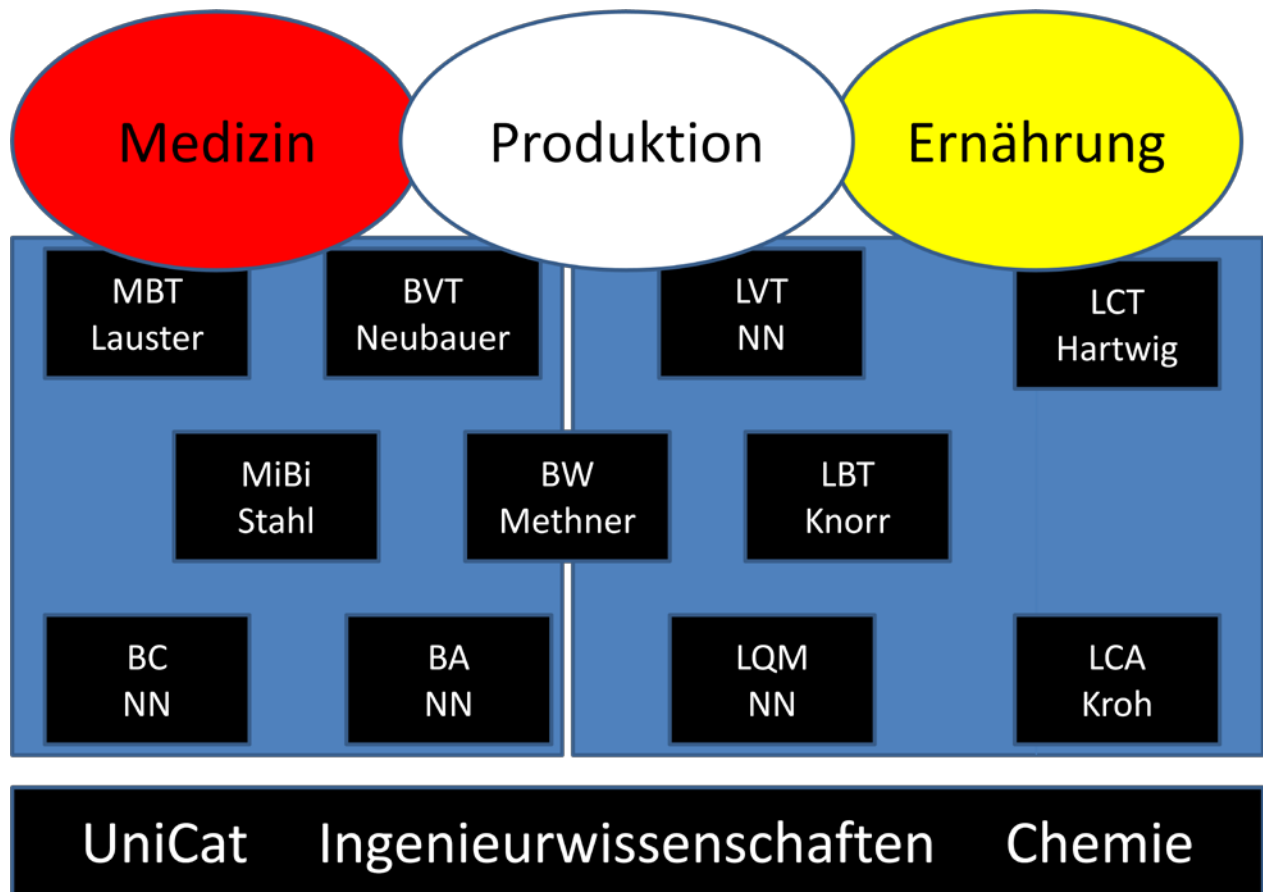 Medizin Produktion Ernährung
MBT
Lauster
BVT
Neubauer
LVT
NN
LCT
Hartwig
MiBi
Stahl
BW
Methner
LBT
Knorr
BC
NN
BA
NN
LQM
NN
LCA
Kroh
UniCat Ingenieurwissenschaften Chemie